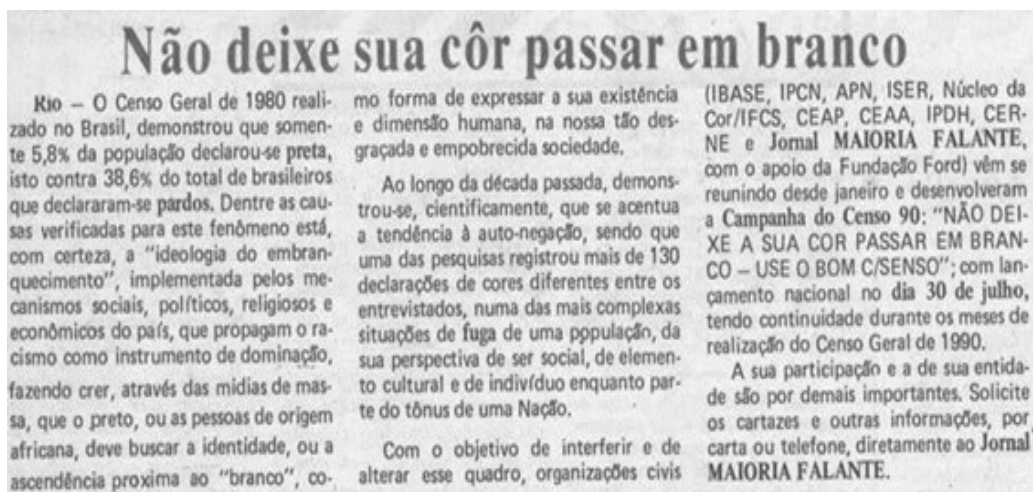 Não deixe sua côr passar em branco
Rio — O Censo Geral de 1980 reali-
zado no Brasil, demonstrou que somen-
te 5,8% da população declarou-se preta,
isto contra 38,6% do total de brasileiros
que declararam-se pardos. Dentre as cau-
sas verificadas para este fenômeno está,
com certeza, a "ideologia do embran-
quecimento", implementada pelos me-
canismos sociais, políticos, religiosos e
econômicos do país, que propagam o ra-
cismo como instrumento de dominação,
fazendo crer, através das mídias de mas-
sa, que o preto, ou as pessoas de origem
africana, deve buscar a identidade, ou a
ascendência proxima ao "branco", co-
mo forma de expressar a sua existência
e dimensão humana, na nossa tão des-
graçada e empobrecida sociedade.
Ao longo da década passada, demons-
trou-se, cientificamente, que se acentua
a tendência à auto-negação, sendo que
uma das pesquisas registrou mais de 130
declarações de cores diferentes entre os
entrevistados, numa das mais complexas
situações de fuga de uma população, da
sua perspectiva de ser social, de elemen-
to cultural e de indivíduo enquanto par-
te do tônus de uma Nação.
Com o objetivo de interferir e de
alterar esse quadro, organizações civis
(IBASE, IPCN, APN, ISER, Núcleo da
Cor/IFCS, CEAP, CEAA, IPDH, CER-
NE e Jornal MAIORIA FALANTE,
com o apoio da Fundação Ford) vêm se
reunindo desde janeiro e desenvolveram
a Campanha do Censo 90: "NÃO DEI-
XE A SUA COR PASSAR EM BRAN-
CO — USE O BOM C/SENSO"; com lan-
çamento nacional no dia 30 de julho,
tendo continuidade durante os meses de
realização do Censo Geral de 1990.
A sua participação e a de sua entida-
de são por demais importantes. Solicite
os cartazes e outras informações, por
carta ou telefone, diretamente ao Jornal
MAIORIA FALANTE.